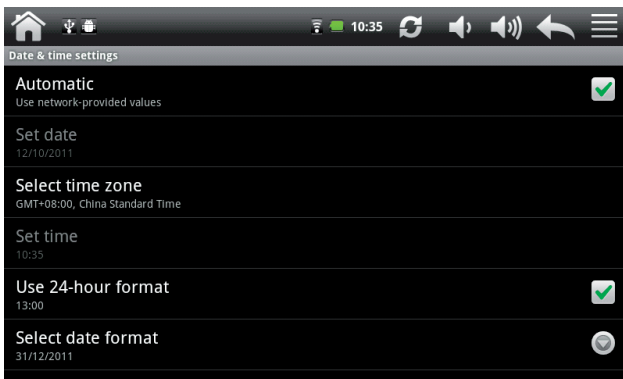 10:35
Date & time settings
Automatic
Use network-provided values
Set date
12/10/2011
Select time zone
GMT+08:00, China Standard Time
Set time
10:35
Use 24-hour format
13:00
Select date format
31/12/2011